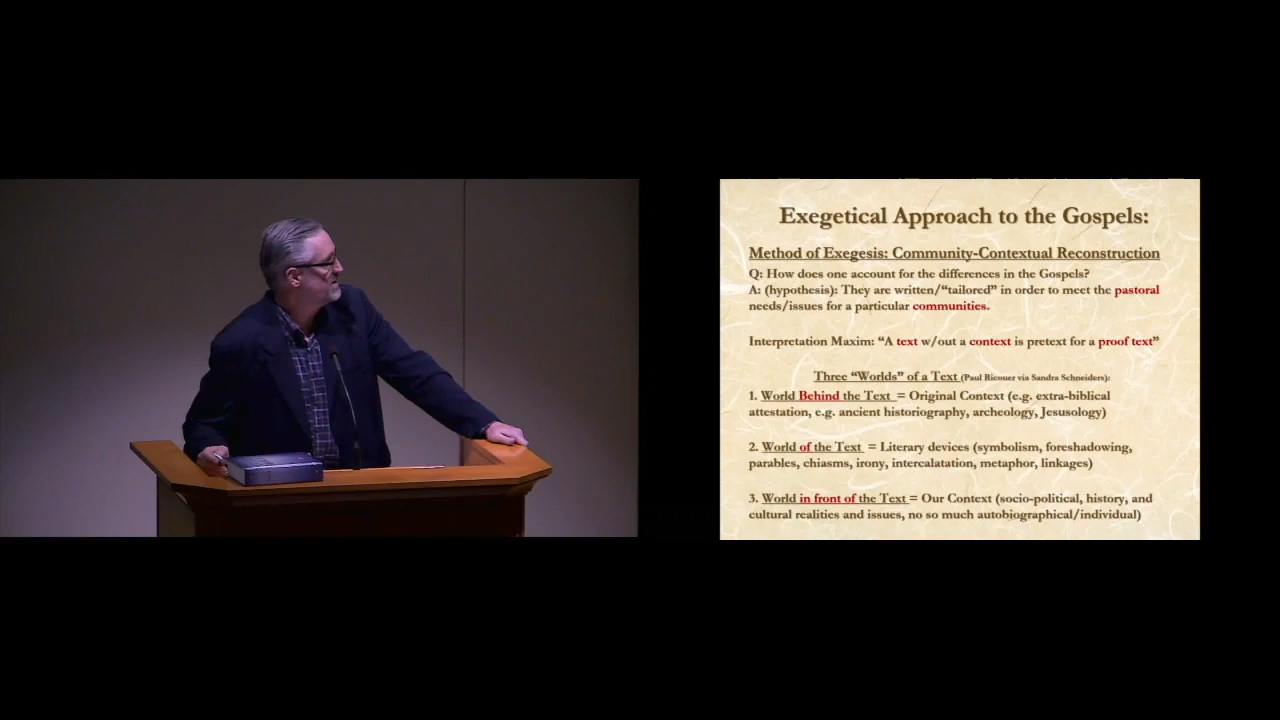 Exegetical Approach to the Gospels:
Method of Exegesis: Community-Contextual Reconstruction
Q: How does one account for the differences in the Gospels?
A: (hypothesis): They are written/“tailored” in order to meet the pastoral
needs/issues for a particular communities.
Interpretation Maxim: “A text w/out a context is pretext for a proof text”
Three “Worlds” of a Text (Paul Ricouer via Sandra Schneiders):
1. World Behind the Text = Original Context (e.g. extra-biblical
attestation, e.g. ancient historiography, archeology, Jesusology)
2. World of the Text = Literary devices (symbolism, foreshadowing,
parables, chiasms, irony, intercalatation, metaphor, linkages)
3. World in front of the Text = Our Context (socio-political, history, and
cultural realities and issues, no so much autobiographical/individual)